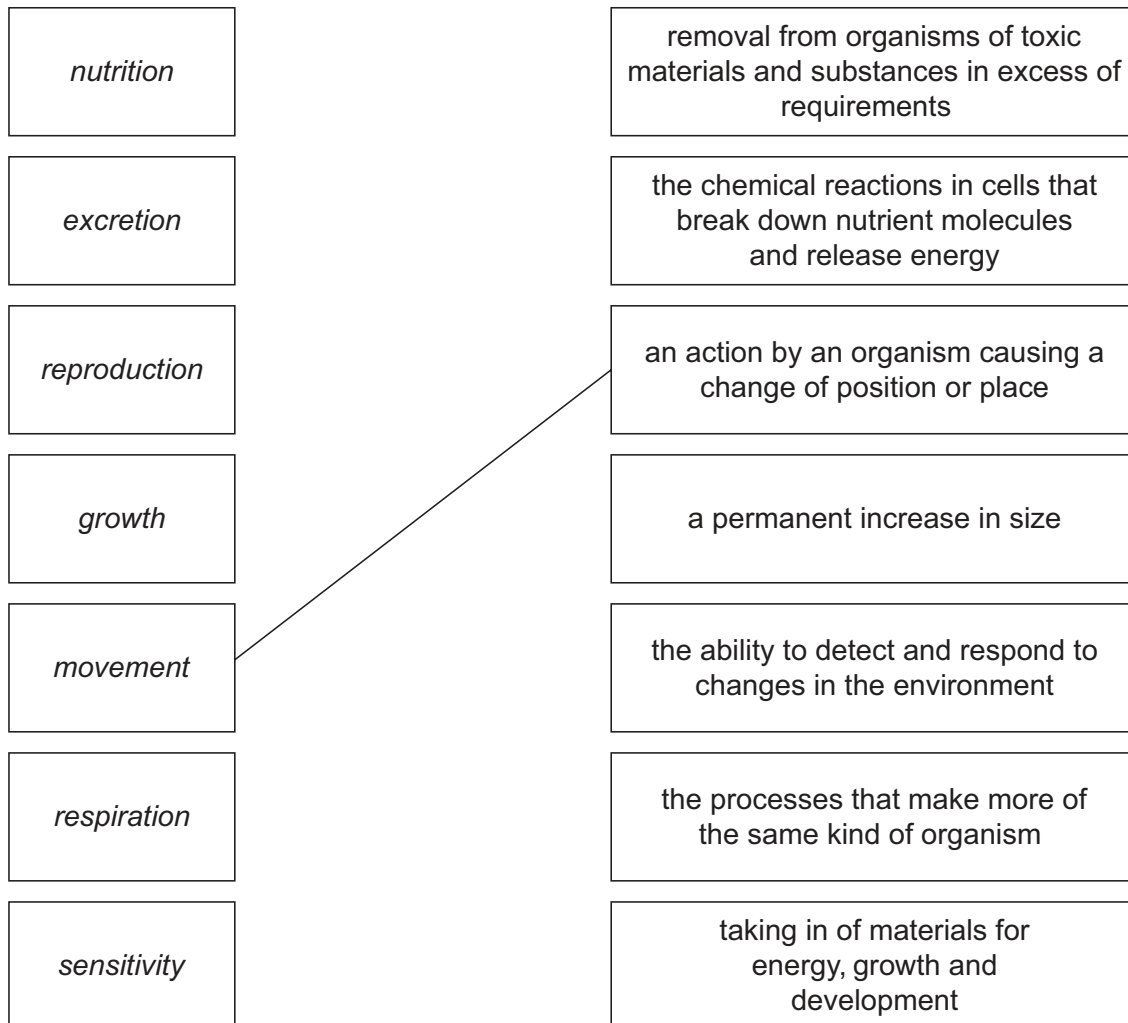 nutrition
removal from organisms of toxic
materials and substances in excess of
requirements
excretion
the chemical reactions in cells that
break down nutrient molecules
and release energy
reproduction
an action by an organism causing a
change of position or place
growth
a permanent increase in size
movement
the ability to detect and respond to
changes in the environment
respiration
the processes that make more of
the same kind of organism
sensitivity
taking in of materials for
energy, growth and
development